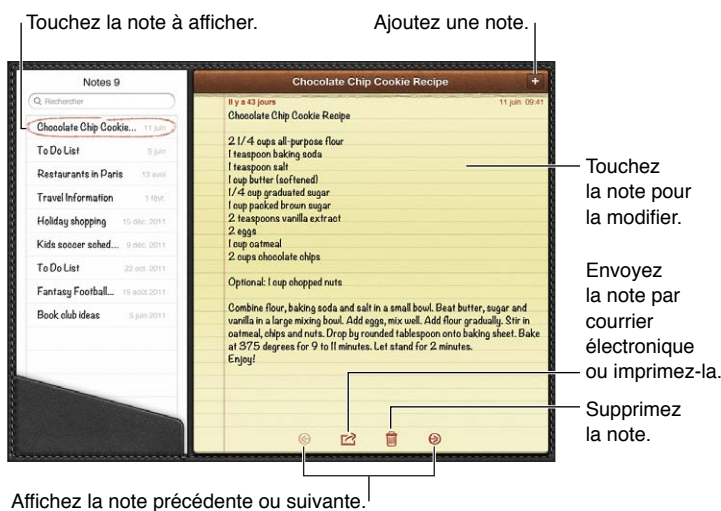 Touchez la note à afficher.
Ajoutez une note.
Notes 9
Rechercher
Chocolate Chip Cookie... 11 juin
To Do List 5 juin
Restaurants in Paris 13 avril
Travel Information 1 févr.
Holiday shopping 15 déc. 2011
Kids soccer sched... 9 déc. 2011
To Do List 22 oct. 2011
Fantasy Football... 15 août 2011
Book club ideas 5 juin 2011
Chocolate Chip Cookie Recipe
+
Il y a 43 jours 11 juin 09:41
Chocolate Chip Cookie Recipe
2 1/4 cups all-purpose flour
1 teaspoon baking soda
1 teaspoon salt
1 cup butter (softened)
1/4 cup graduated sugar
1 cup packed brown sugar
2 teaspoons vanilla extract
2 eggs
1 cup oatmeal
2 cups chocolate chips
Optional: 1 cup chopped nuts
Combine flour, baking soda and salt in a small bowl. Beat butter, sugar and
vanilla in a large mixing bowl. Add eggs, mix well. Add flour gradually. Stir in
oatmeal, chips and nuts. Drop by rounded tablespoon onto baking sheet. Bake
at 375 degrees for 9 to 11 minutes. Let stand for 2 minutes.
Enjoy!
Touchez
la note pour
la modifier.
Envoyez
la note par
courrier
électronique
ou imprimez-la.
Supprimez
la note.
Affichez la note précédente ou suivante.